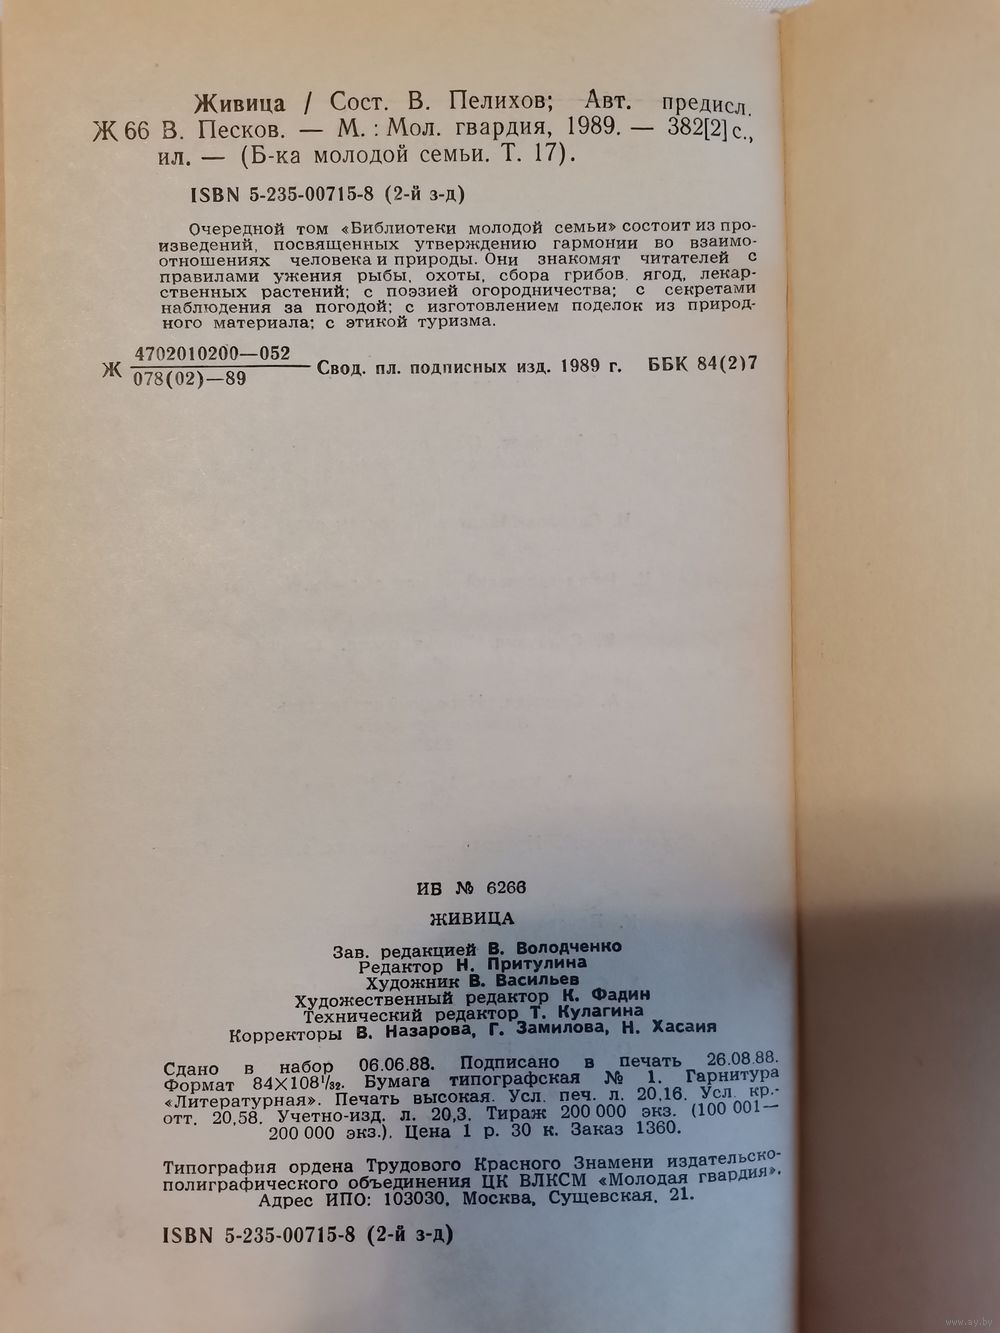 Живица / Сост. В. Пелихов; Авт. предисл.
Ж 66 В. Песков. — М. : Мол. гвардия, 1989. — 382[2] с.,
ил. — (Б-ка молодой семьи. Т. 17).
ISBN 5-235-00715-8 (2-й з-д)
Очередной том «Библиотеки молодой семьи» состоит из про-
изведений, посвященных утверждению гармонии во взаимо-
отношениях человека и природы. Они знакомят читателей с
правилами ужения рыбы, охоты, сбора грибов, ягод, лекар-
ственных растений; с поэзией огородничества; с секретами
наблюдения за погодой; с изготовлением поделок из природ-
ного материала; с этикой туризма.
Ж 4702010200—052
078(02)—89
Свод. пл. подписных изд. 1989 г. ББК 84(2)7
ИБ № 6266
ЖИВИЦА
Зав. редакцией В. Володченко
Редактор Н. Притулина
Художник В. Васильев
Художественный редактор К. Фадин
Технический редактор Т. Кулагина
Корректоры В. Назарова, Г. Замилова, Н. Хасаия
Сдано в набор 06.06.88. Подписано в печать 26.08.88.
Формат 84×108¹/₃₂. Бумага типографская № 1. Гарнитура
«Литературная». Печать высокая. Усл. печ. л. 20,16. Усл. кр.-
отт. 20,58. Учетно-изд. л. 20,3. Тираж 200 000 экз. (100 001—
200 000 экз.). Цена 1 р. 30 к. Заказ 1360.
Типография ордена Трудового Красного Знамени издательско-
полиграфического объединения ЦК ВЛКСМ «Молодая гвардия».
Адрес ИПО: 103030, Москва, Сущевская, 21.
ISBN 5-235-00715-8 (2-й з-д)
www.ay.by